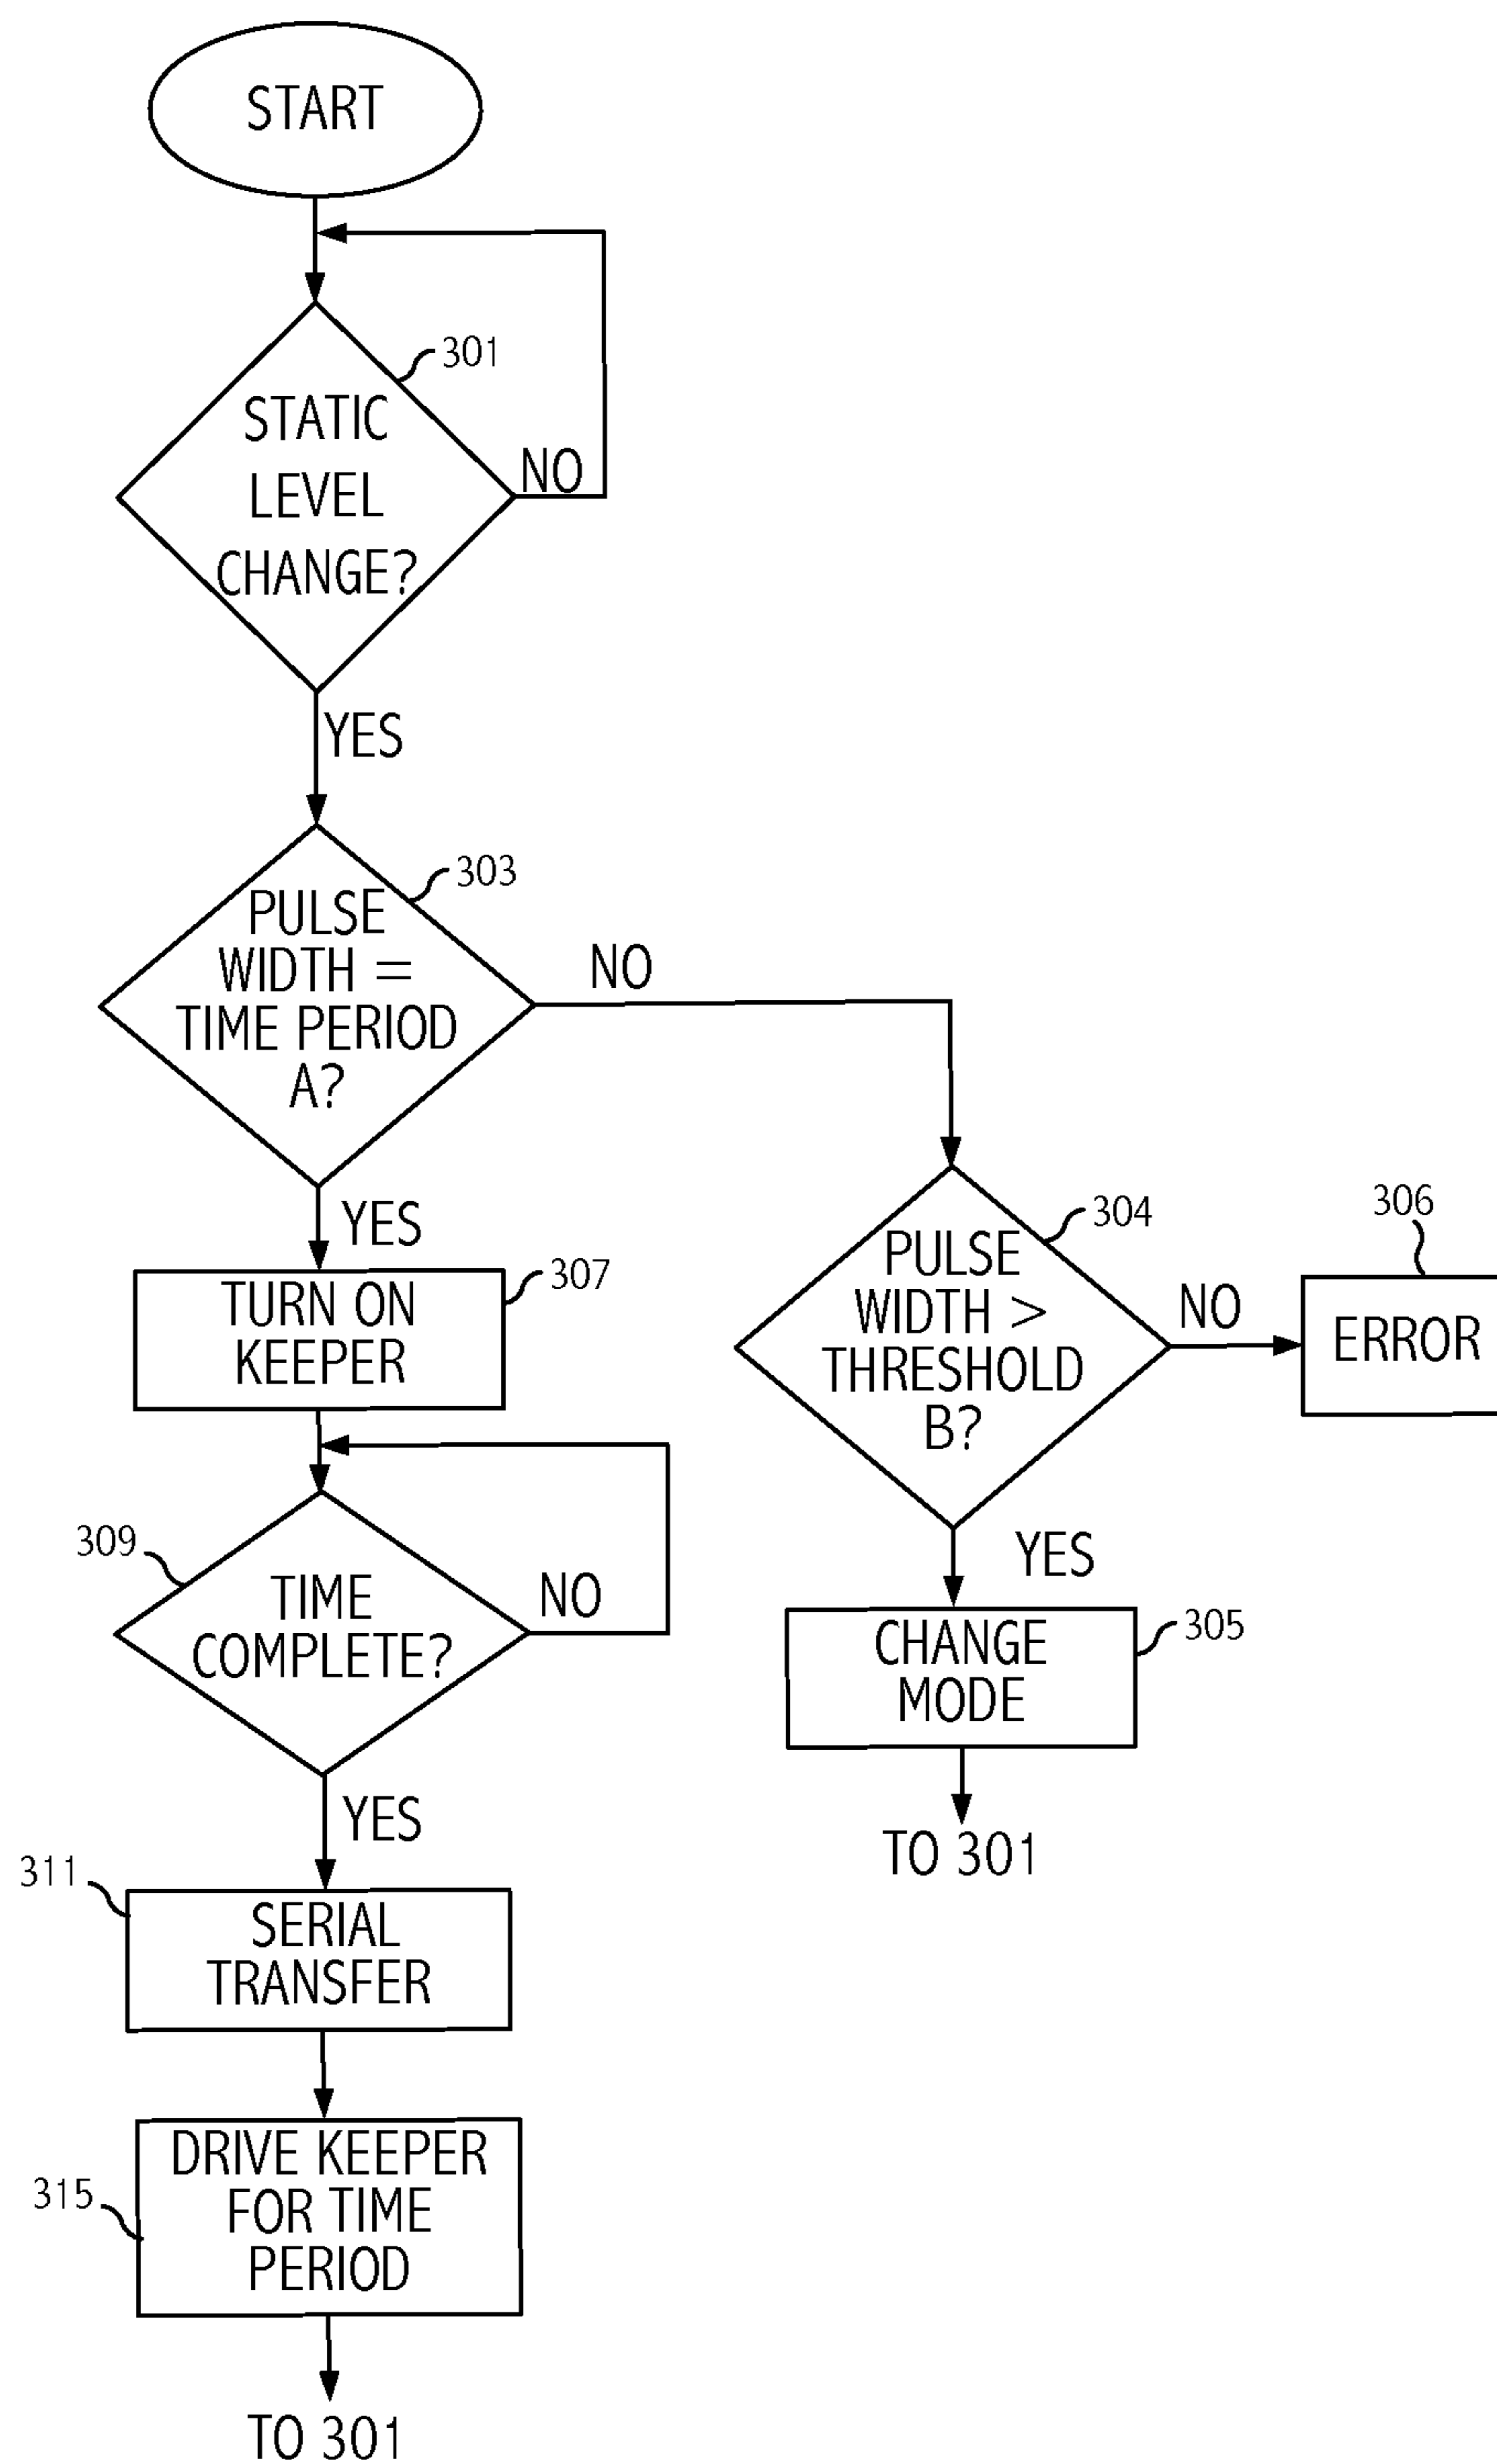 START
301
STATIC
LEVEL
CHANGE?
NO
YES
303
PULSE
WIDTH =
TIME PERIOD
A?
NO
YES
304
PULSE
WIDTH >
THRESHOLD
B?
NO
306
ERROR
307
TURN ON
KEEPER
309
TIME
COMPLETE?
NO
YES
305
CHANGE
MODE
TO 301
YES
311
SERIAL
TRANSFER
315
DRIVE KEEPER
FOR TIME
PERIOD
TO 301